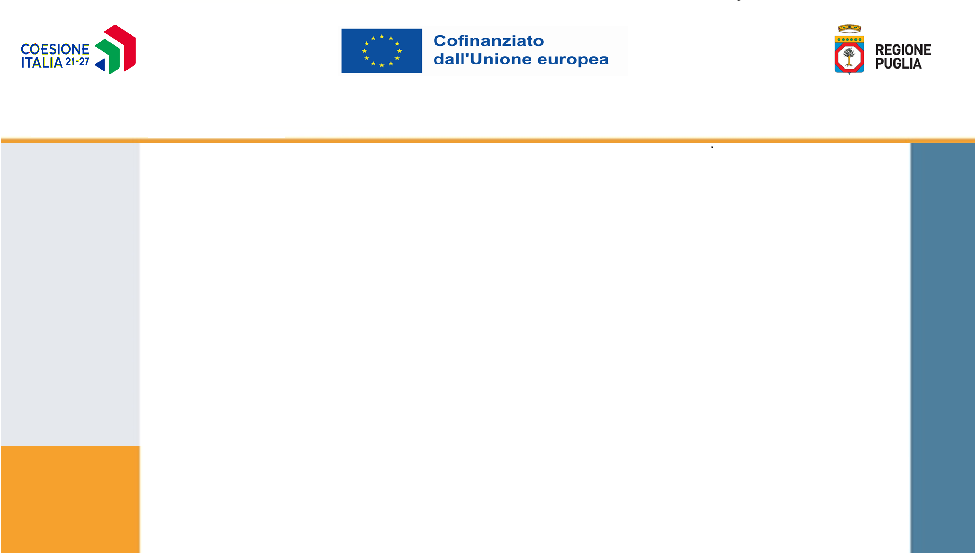 COESIONE
ITALIA 21-27
Cofinanziato
dall'Unione europea
REGIONE
PUGLIA